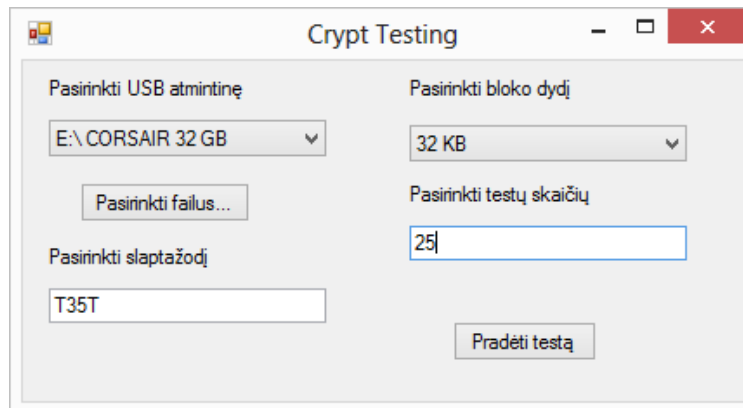 Crypt Testing
Pasirinkti USB atmintinę
E:\ CORSAIR 32 GB
Pasirinkti failus...
Pasirinkti slaptažodį
T35T
Pasirinkti bloko dydį
32 KB
Pasirinkti testų skaičių
25
Pradėti testą